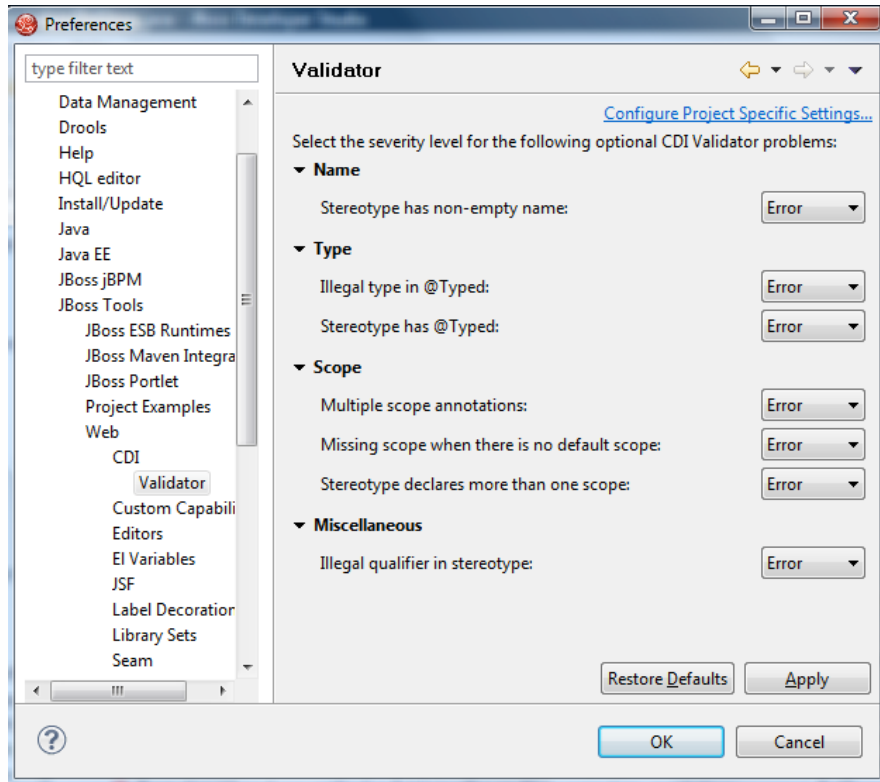 Preferences
type filter text
Data Management
Drools
Help
HQL editor
Install/Update
Java
Java EE
JBoss jBPM
JBoss Tools
JBoss ESB Runtimes
JBoss Maven Integra
JBoss Portlet
Project Examples
Web
CDI
Validator
Custom Capabili
Editors
El Variables
JSF
Label Decoration
Library Sets
Seam
Validator
Configure Project Specific Settings...
Select the severity level for the following optional CDI Validator problems:
Name
Stereotype has non-empty name: Error
Type
Illegal type in @Typed: Error
Stereotype has @Typed: Error
Scope
Multiple scope annotations: Error
Missing scope when there is no default scope: Error
Stereotype declares more than one scope: Error
Miscellaneous
Illegal qualifier in stereotype: Error
Restore Defaults Apply
OK Cancel